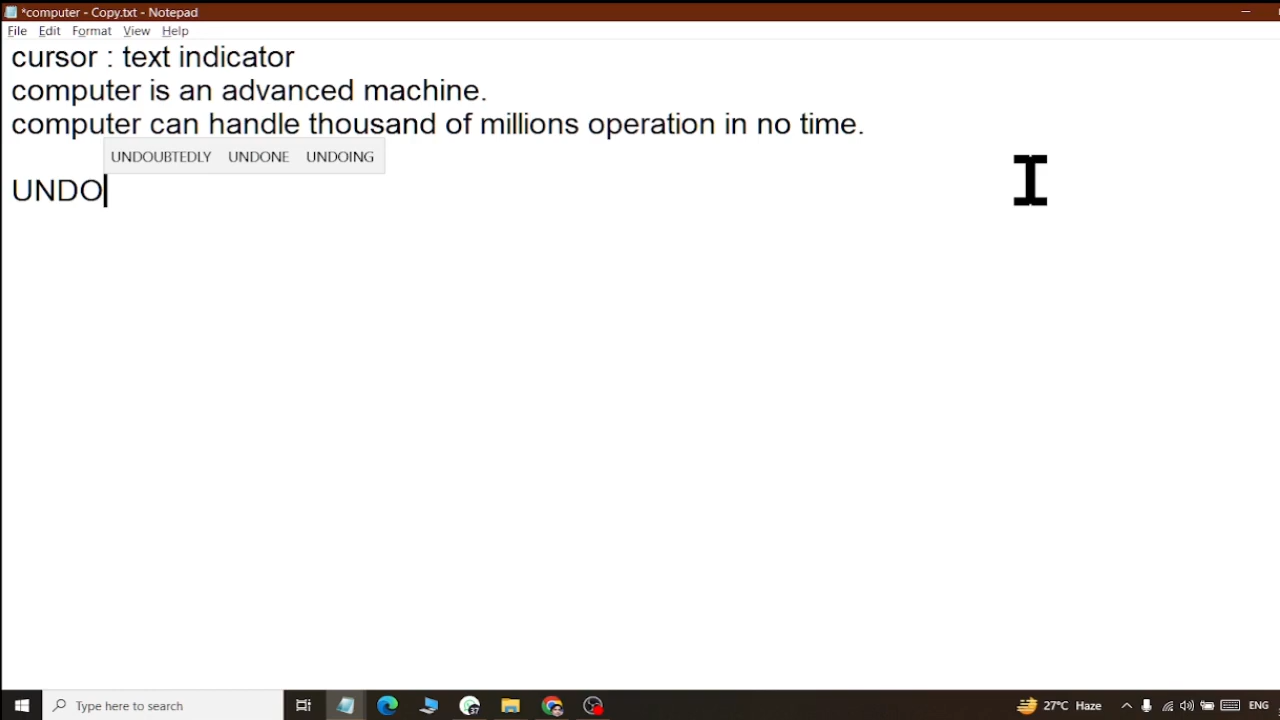 *computer - Copy.txt - Notepad
File Edit Format View Help
cursor : text indicator
computer is an advanced machine.
computer can handle thousand of millions operation in no time.
UNDOUBTEDLY UNDONE UNDOING
UNDO
Type here to search
37
27°C Haze
ENG